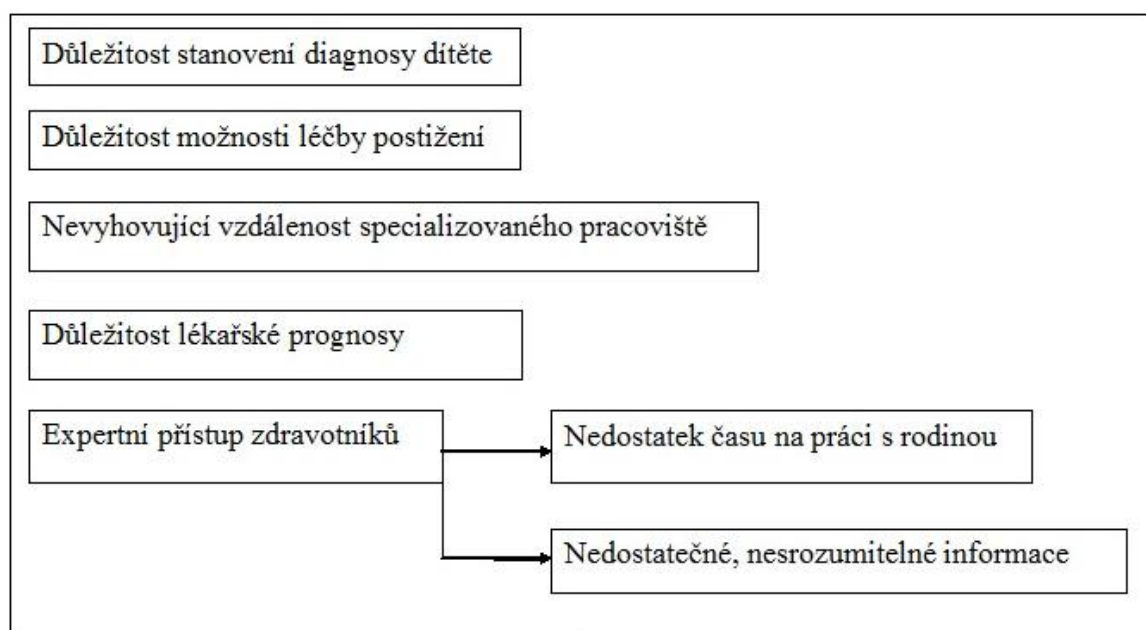 Důležitost stanovení diagnosy dítěte
Důležitost možnosti léčby postižení
Nevyhovující vzdálenost specializovaného pracoviště
Důležitost lékařské prognosy
Expertní přístup zdravotníků
Nedostatek času na práci s rodinou
Nedostatečné, nesrozumitelné informace